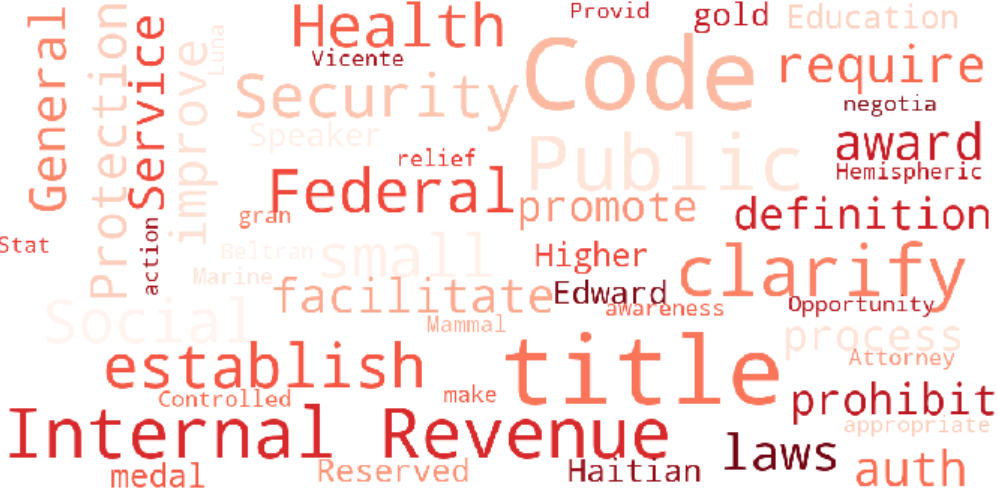 General
Protection
Service
improve
Luna
Health
Vicente
Provid
gold
Education
Security
Code
require
negotia
Speaker
Public
award
relief
Hemispheric
Federal
promote
definition
gran
action
Stat
Beltran
small
Higher
clarify
Marine
facilitate
Edward
Opportunity
awareness
Social
Mammal
process
establish
title
Attorney
Controlled
make
prohibit
Internal Revenue
appropriate
laws
medal
Reserved
Haitian
auth